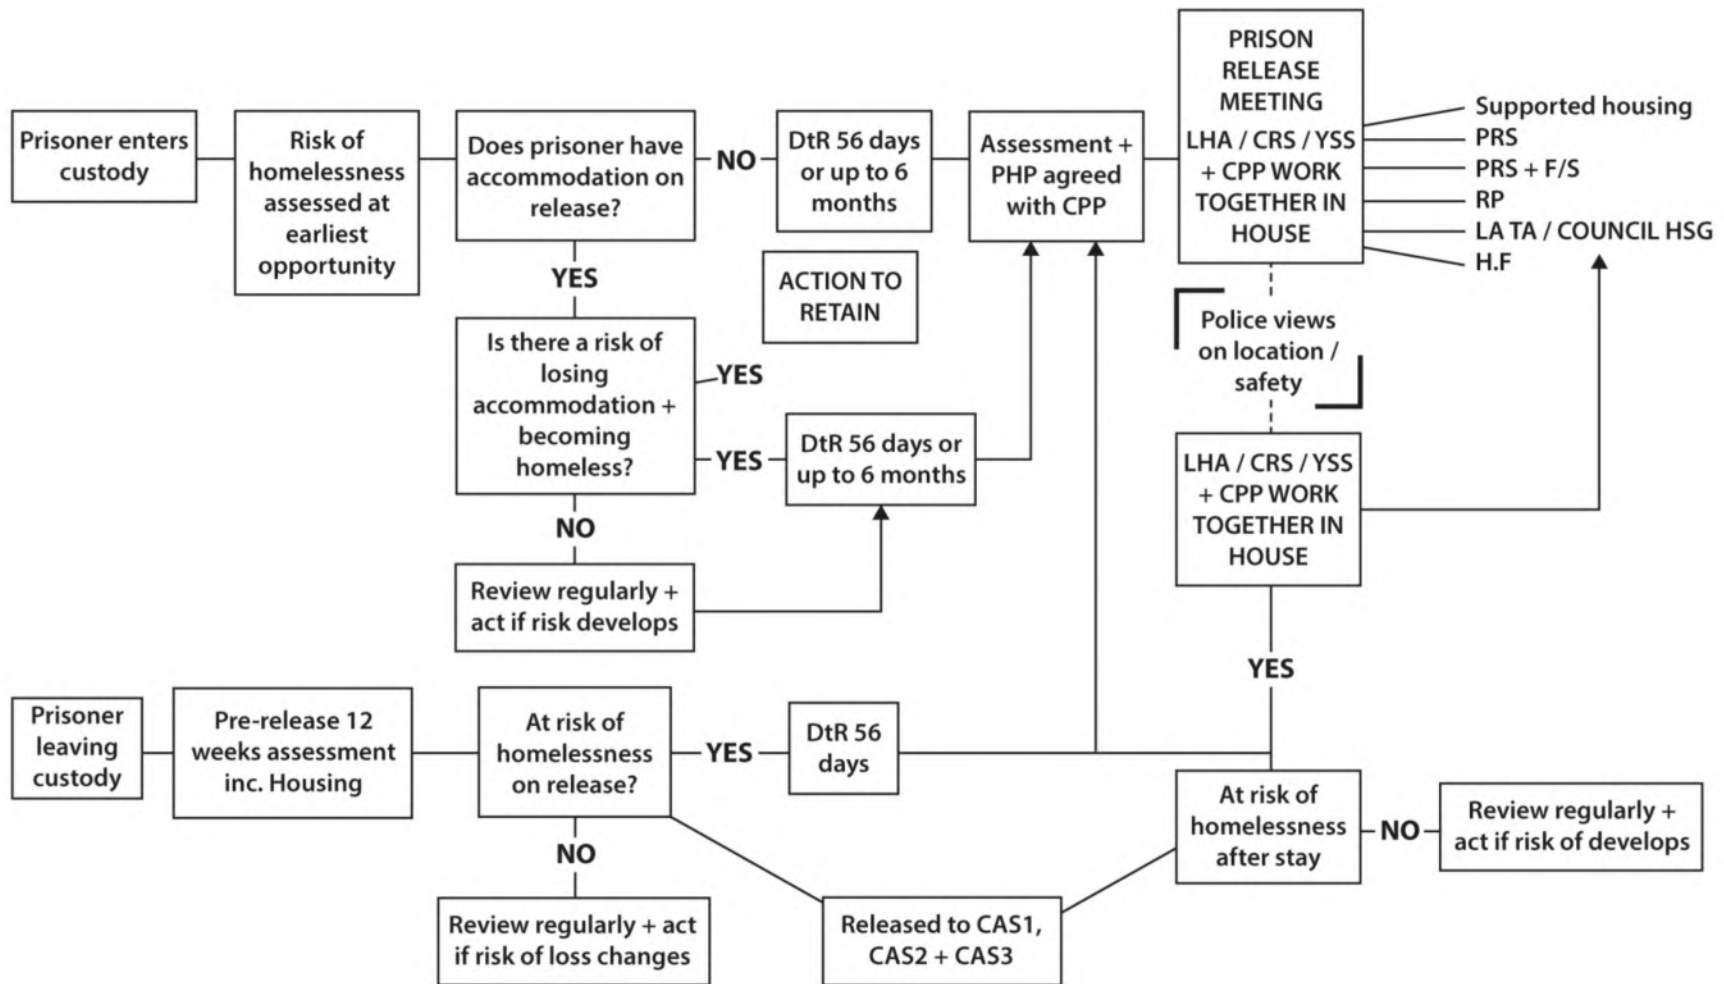 Prisoner enters
custody
Risk of
homelessness
assessed at
earliest
opportunity
Does prisoner have
accommodation on
release?
NO
DtR 56 days
or up to 6
months
Assessment +
PHP agreed
with CPP
PRISON
RELEASE
MEETING
LHA / CRS / YSS
+ CPP WORK
TOGETHER IN
HOUSE
Supported housing
PRS
PRS + F/S
RP
LA TA / COUNCIL HSG
H.F
YES
ACTION TO
RETAIN
Is there a risk of
losing
accommodation +
becoming
homeless?
YES
YES
DtR 56 days or
up to 6 months
NO
Review regularly +
act if risk develops
Police views
on location /
safety
LHA / CRS / YSS
+ CPP WORK
TOGETHER IN
HOUSE
YES
Prisoner
leaving
custody
Pre-release 12
weeks assessment
inc. Housing
At risk of
homelessness
on release?
YES
DtR 56
days
NO
Review regularly + act
if risk of loss changes
Released to CAS1,
CAS2 + CAS3
At risk of
homelessness
after stay
NO
Review regularly +
act if risk of develops